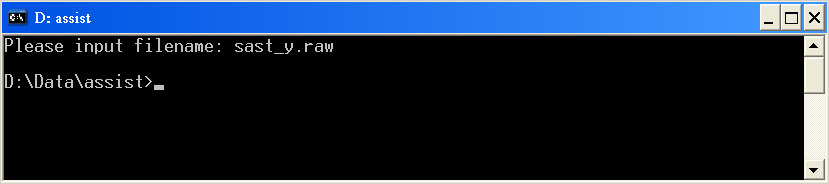 D: assist
Please input filename: sast_y.raw
D:\Data\assist>